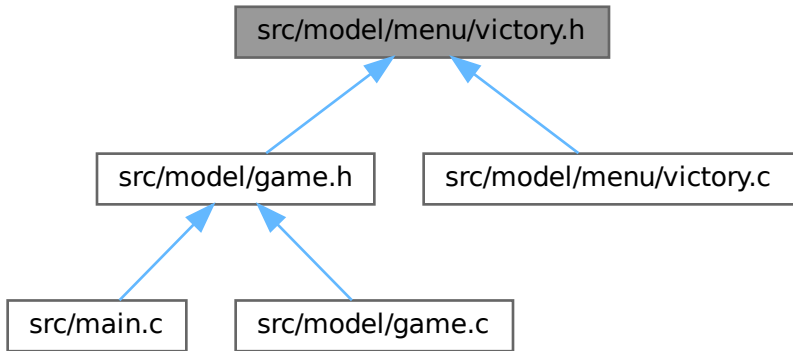 src/model/menu/victory.h
src/model/game.h
src/model/menu/victory.c
src/main.c
src/model/game.c